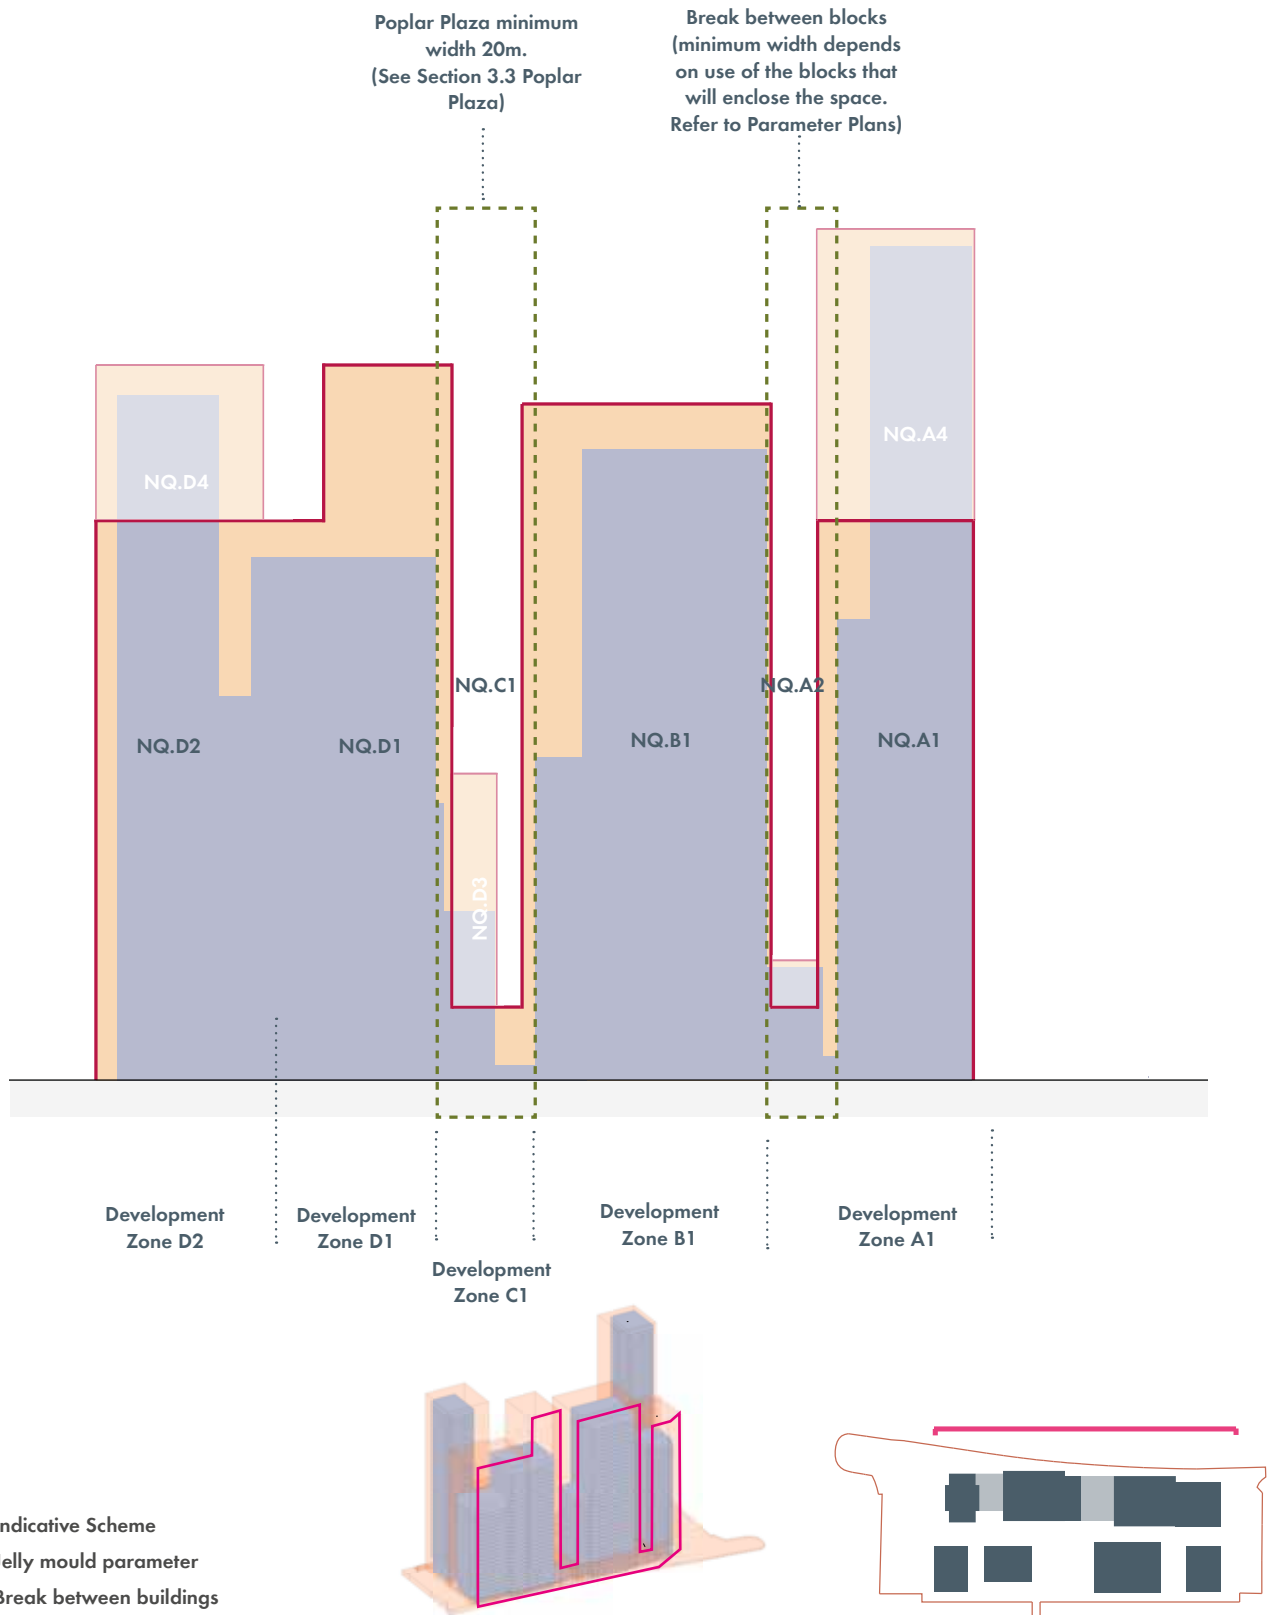 Poplar Plaza minimum
width 20m.
(See Section 3.3 Poplar
Plaza)
Break between blocks
(minimum width depends
on use of the blocks that
will enclose the space.
Refer to Parameter Plans)
NQ.A4
NQ.D4
NQ.C1
NQ.A2
NQ.D2
NQ.D1
NQ.B1
NQ.A1
NQ.D3
Development
Zone D2
Development
Zone D1
Development
Zone C1
Development
Zone B1
Development
Zone A1
ndicative Scheme
elly mould parameter
Break between buildings